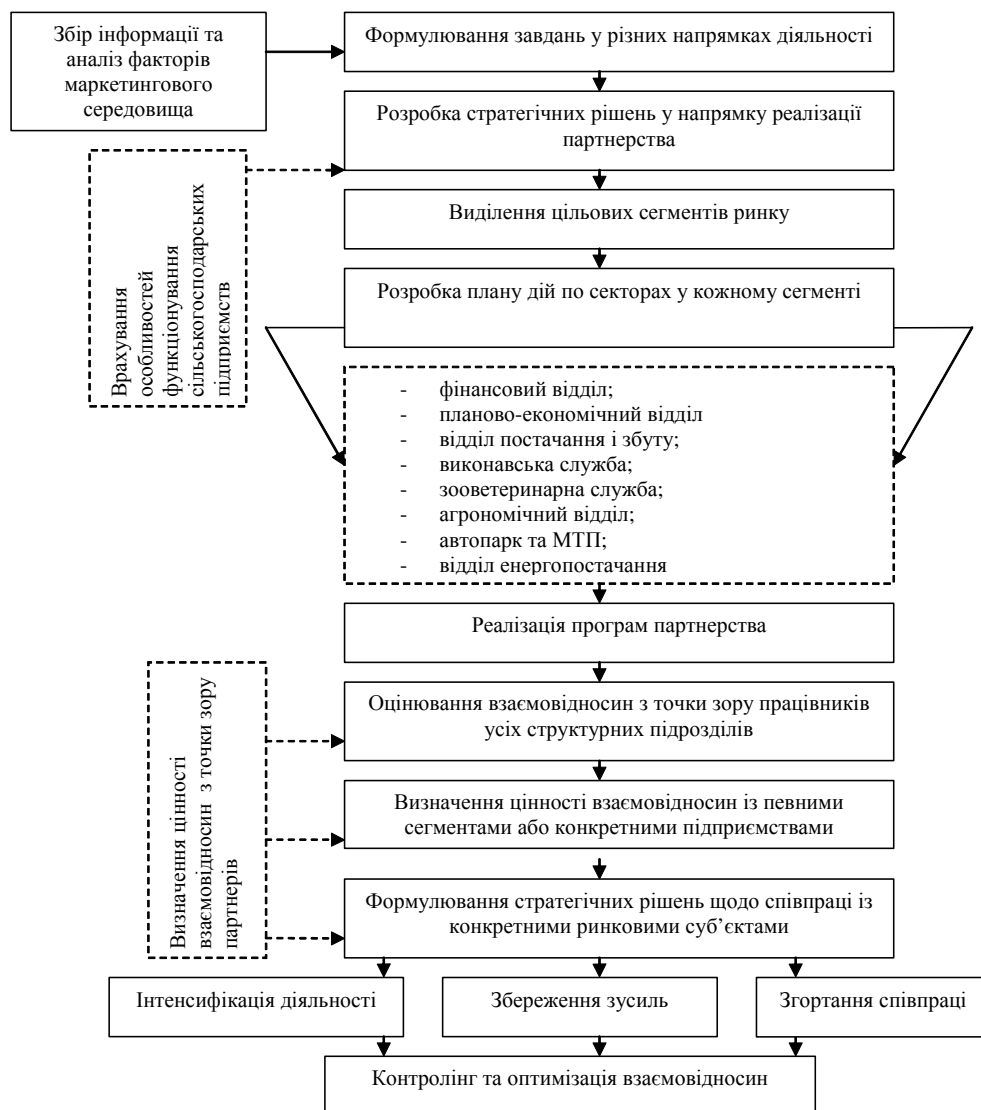 Збір інформації та
аналіз факторів
маркетингового
середовища
Формулювання завдань у різних напрямках діяльності
Розробка стратегічних рішень у напрямку реалізації
партнерства
Врахування
особливостей
функціонування
сільськогосподарських
підприємств
Виділення цільових сегментів ринку
Розробка плану дій по секторах у кожному сегменті
- фінансовий відділ;
- планово-економічний відділ
- відділ постачання і збуту;
- виконавська служба;
- зооветеринарна служба;
- агрономічний відділ;
- автопарк та МТП;
- відділ енергопостачання
Реалізація програм партнерства
Визначення цінності
взаємовідносин з точки зору
партнерів
Оцінювання взаємовідносин з точки зору працівників
усіх структурних підрозділів
Визначення цінності взаємовідносин із певними
сегментами або конкретними підприємствами
Формулювання стратегічних рішень щодо співпраці із
конкретними ринковими суб’єктами
Інтенсифікація діяльності
Збереження зусиль
Згортання співпраці
Контролінг та оптимізація взаємовідносин